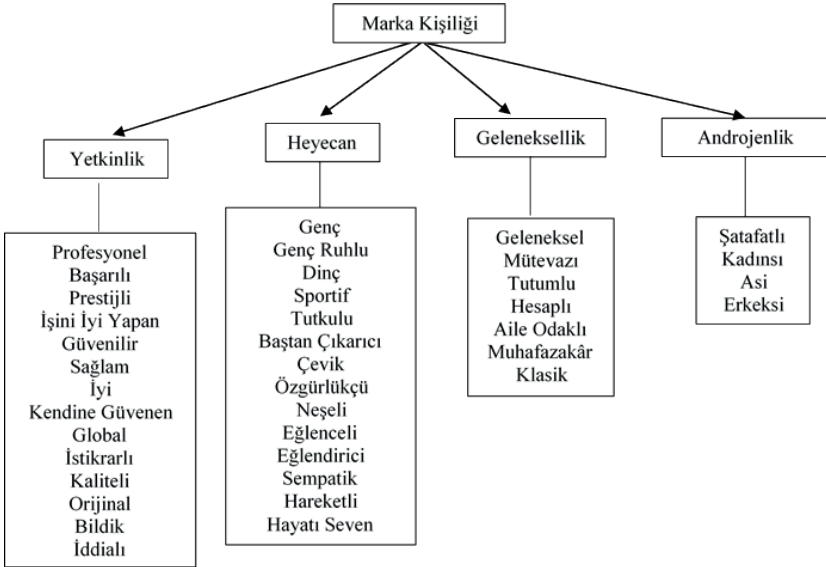 Marka Kişiliği
Yetkinlik
Heyecan
Geleneksellik
Androjenlik
Profesyonel
Başarılı
Prestijli
İşini İyi Yapan
Güvenilir
Sağlam
İyi
Kendine Güvenen
Global
İstikrarlı
Kaliteli
Orijinal
Bildik
İddialı
Genç
Genç Ruhlu
Dinç
Sportif
Tutkulu
Baştan Çıkarıcı
Çevik
Özgürlükçü
Neşeli
Eğlenceli
Eğlendirici
Sempatik
Hareketli
Hayatı Seven
Geleneksel
Mütevazı
Tutumlu
Hesaplı
Aile Odaklı
Muhafazakâr
Klasik
Şatafatlı
Kadınsı
Asi
Erkeksi